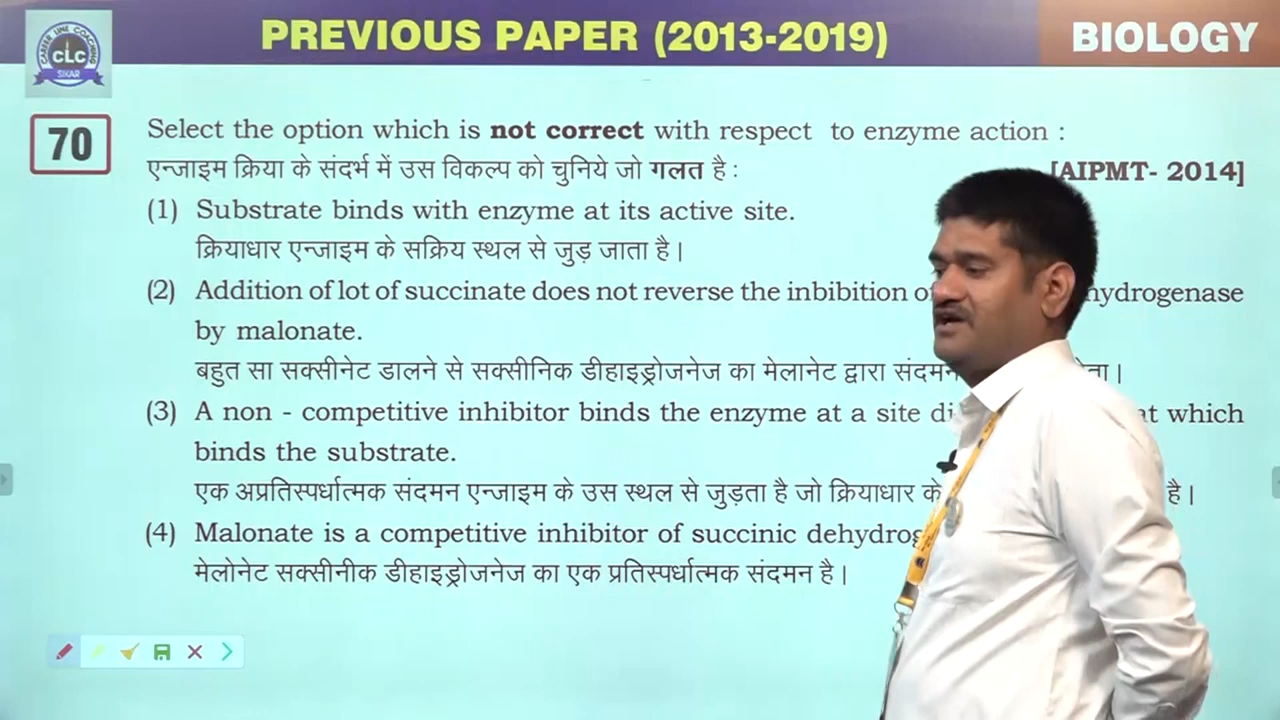 PREVIOUS PAPER (2013-2019)
BIOLOGY
CAREER LINE COACHING
CLC
SIKAR
70
Select the option which is not correct with respect to enzyme action :
एन्जाइम क्रिया के संदर्भ में उस विकल्प को चुनिये जो गलत है :
[AIPMT- 2014]
(1) Substrate binds with enzyme at its active site.
क्रियाधार एन्जाइम के सक्रिय स्थल से जुड़ जाता है।
(2) Addition of lot of succinate does not reverse the inbibition hydrogenase
by malonate.
बहुत सा सक्सीनेट डालने से सक्सीनिक डीहाइड्रोजनेज का मेलानेट द्वारा
(3) A non - competitive inhibitor binds the enzyme at a site which
binds the substrate.
एक अप्रतिस्पर्धात्मक संदमन एन्जाइम के उस स्थल से जुड़ता है जो क्रियाधार है।
(4) Malonate is a competitive inhibitor of succinic
मेलोनेट सक्सीनीक डीहाइड्रोजनेज का एक प्रतिस्पर्धात्मक संदमन है।